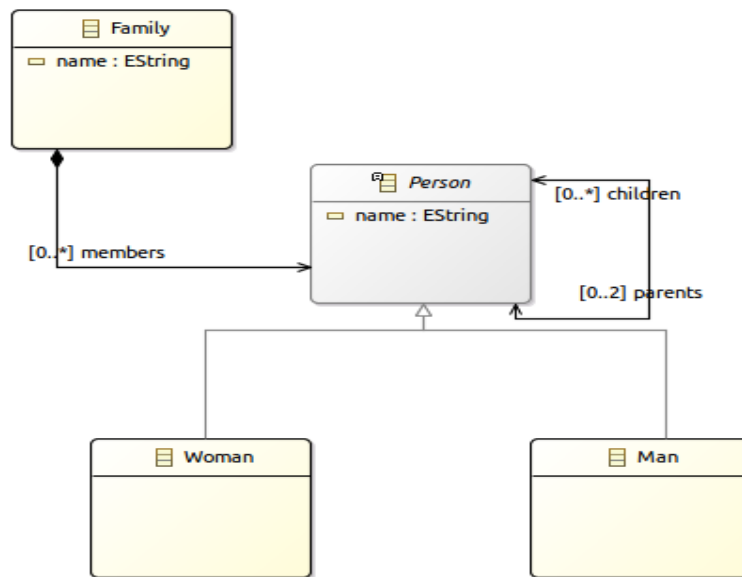 Family
name : EString
Person
[0..*] children
name : EString
[0..*] members
[0..2] parents
Woman
Man